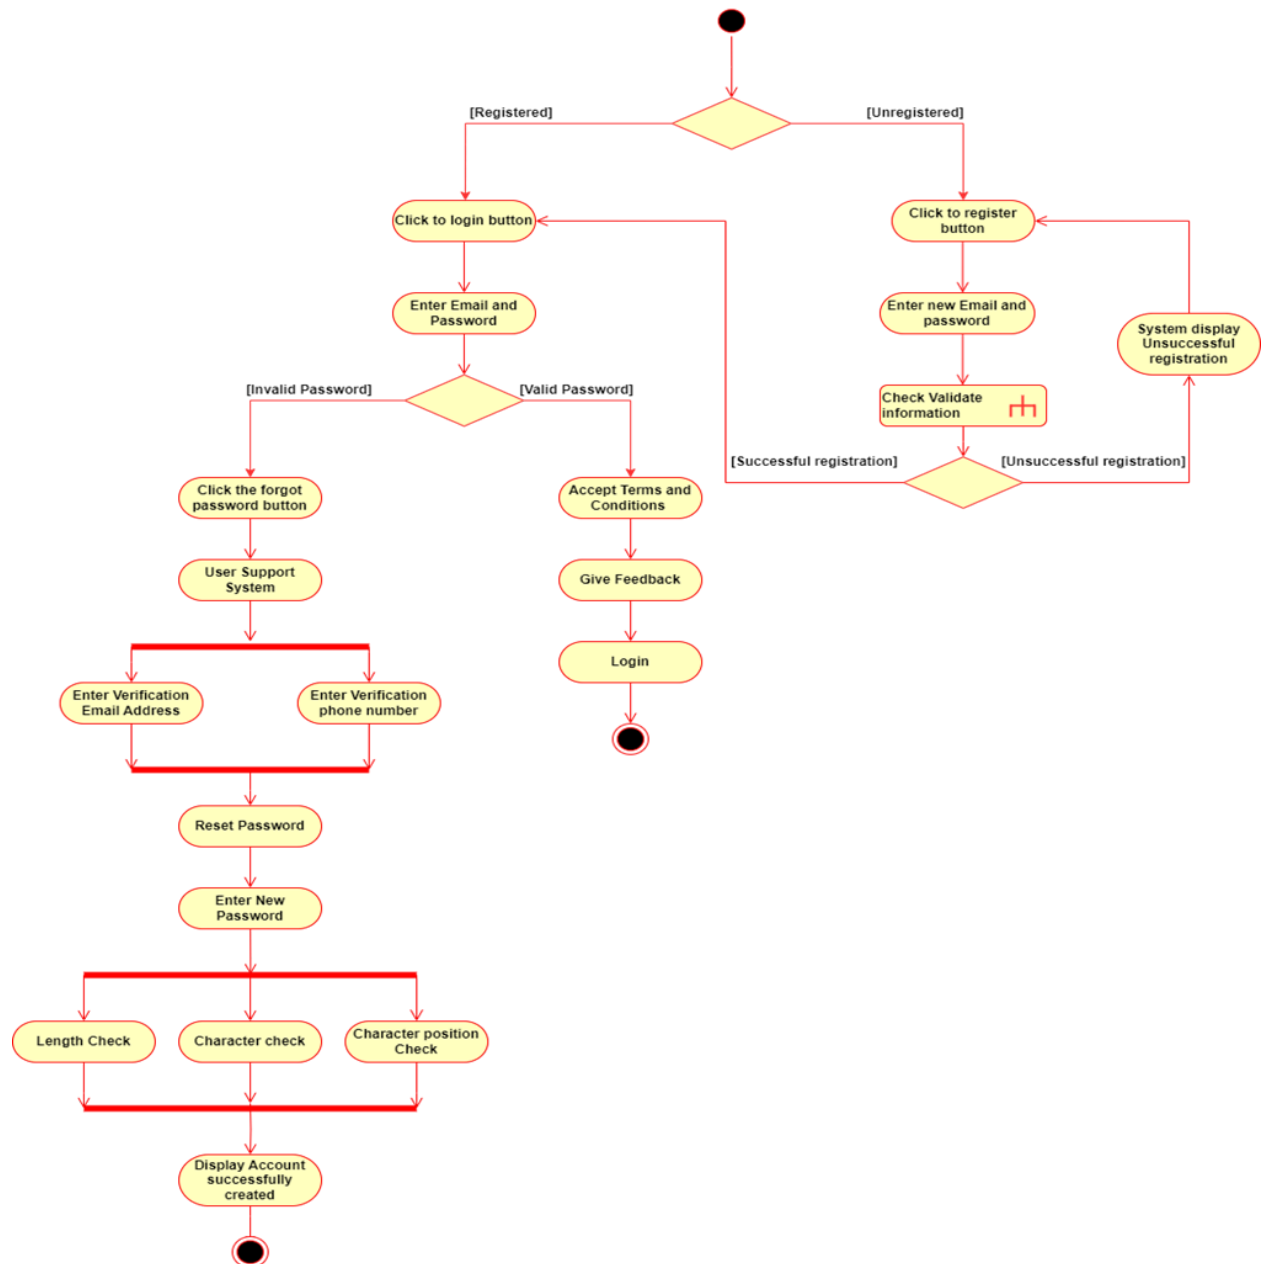 [Registered]
[Unregistered]
Click to login button
Click to register
button
Enter Email and
Password
Enter new Email and
password
System display
Unsuccessful
registration
[Invalid Password]
[Valid Password]
Check Validate
information
[Successful registration]
[Unsuccessful registration]
Click the forgot
password button
Accept Terms and
Conditions
User Support
System
Give Feedback
Login
Enter Verification
Email Address
Enter Verification
phone number
Reset Password
Enter New
Password
Length Check
Character check
Character position
Check
Display Account
successfully
created